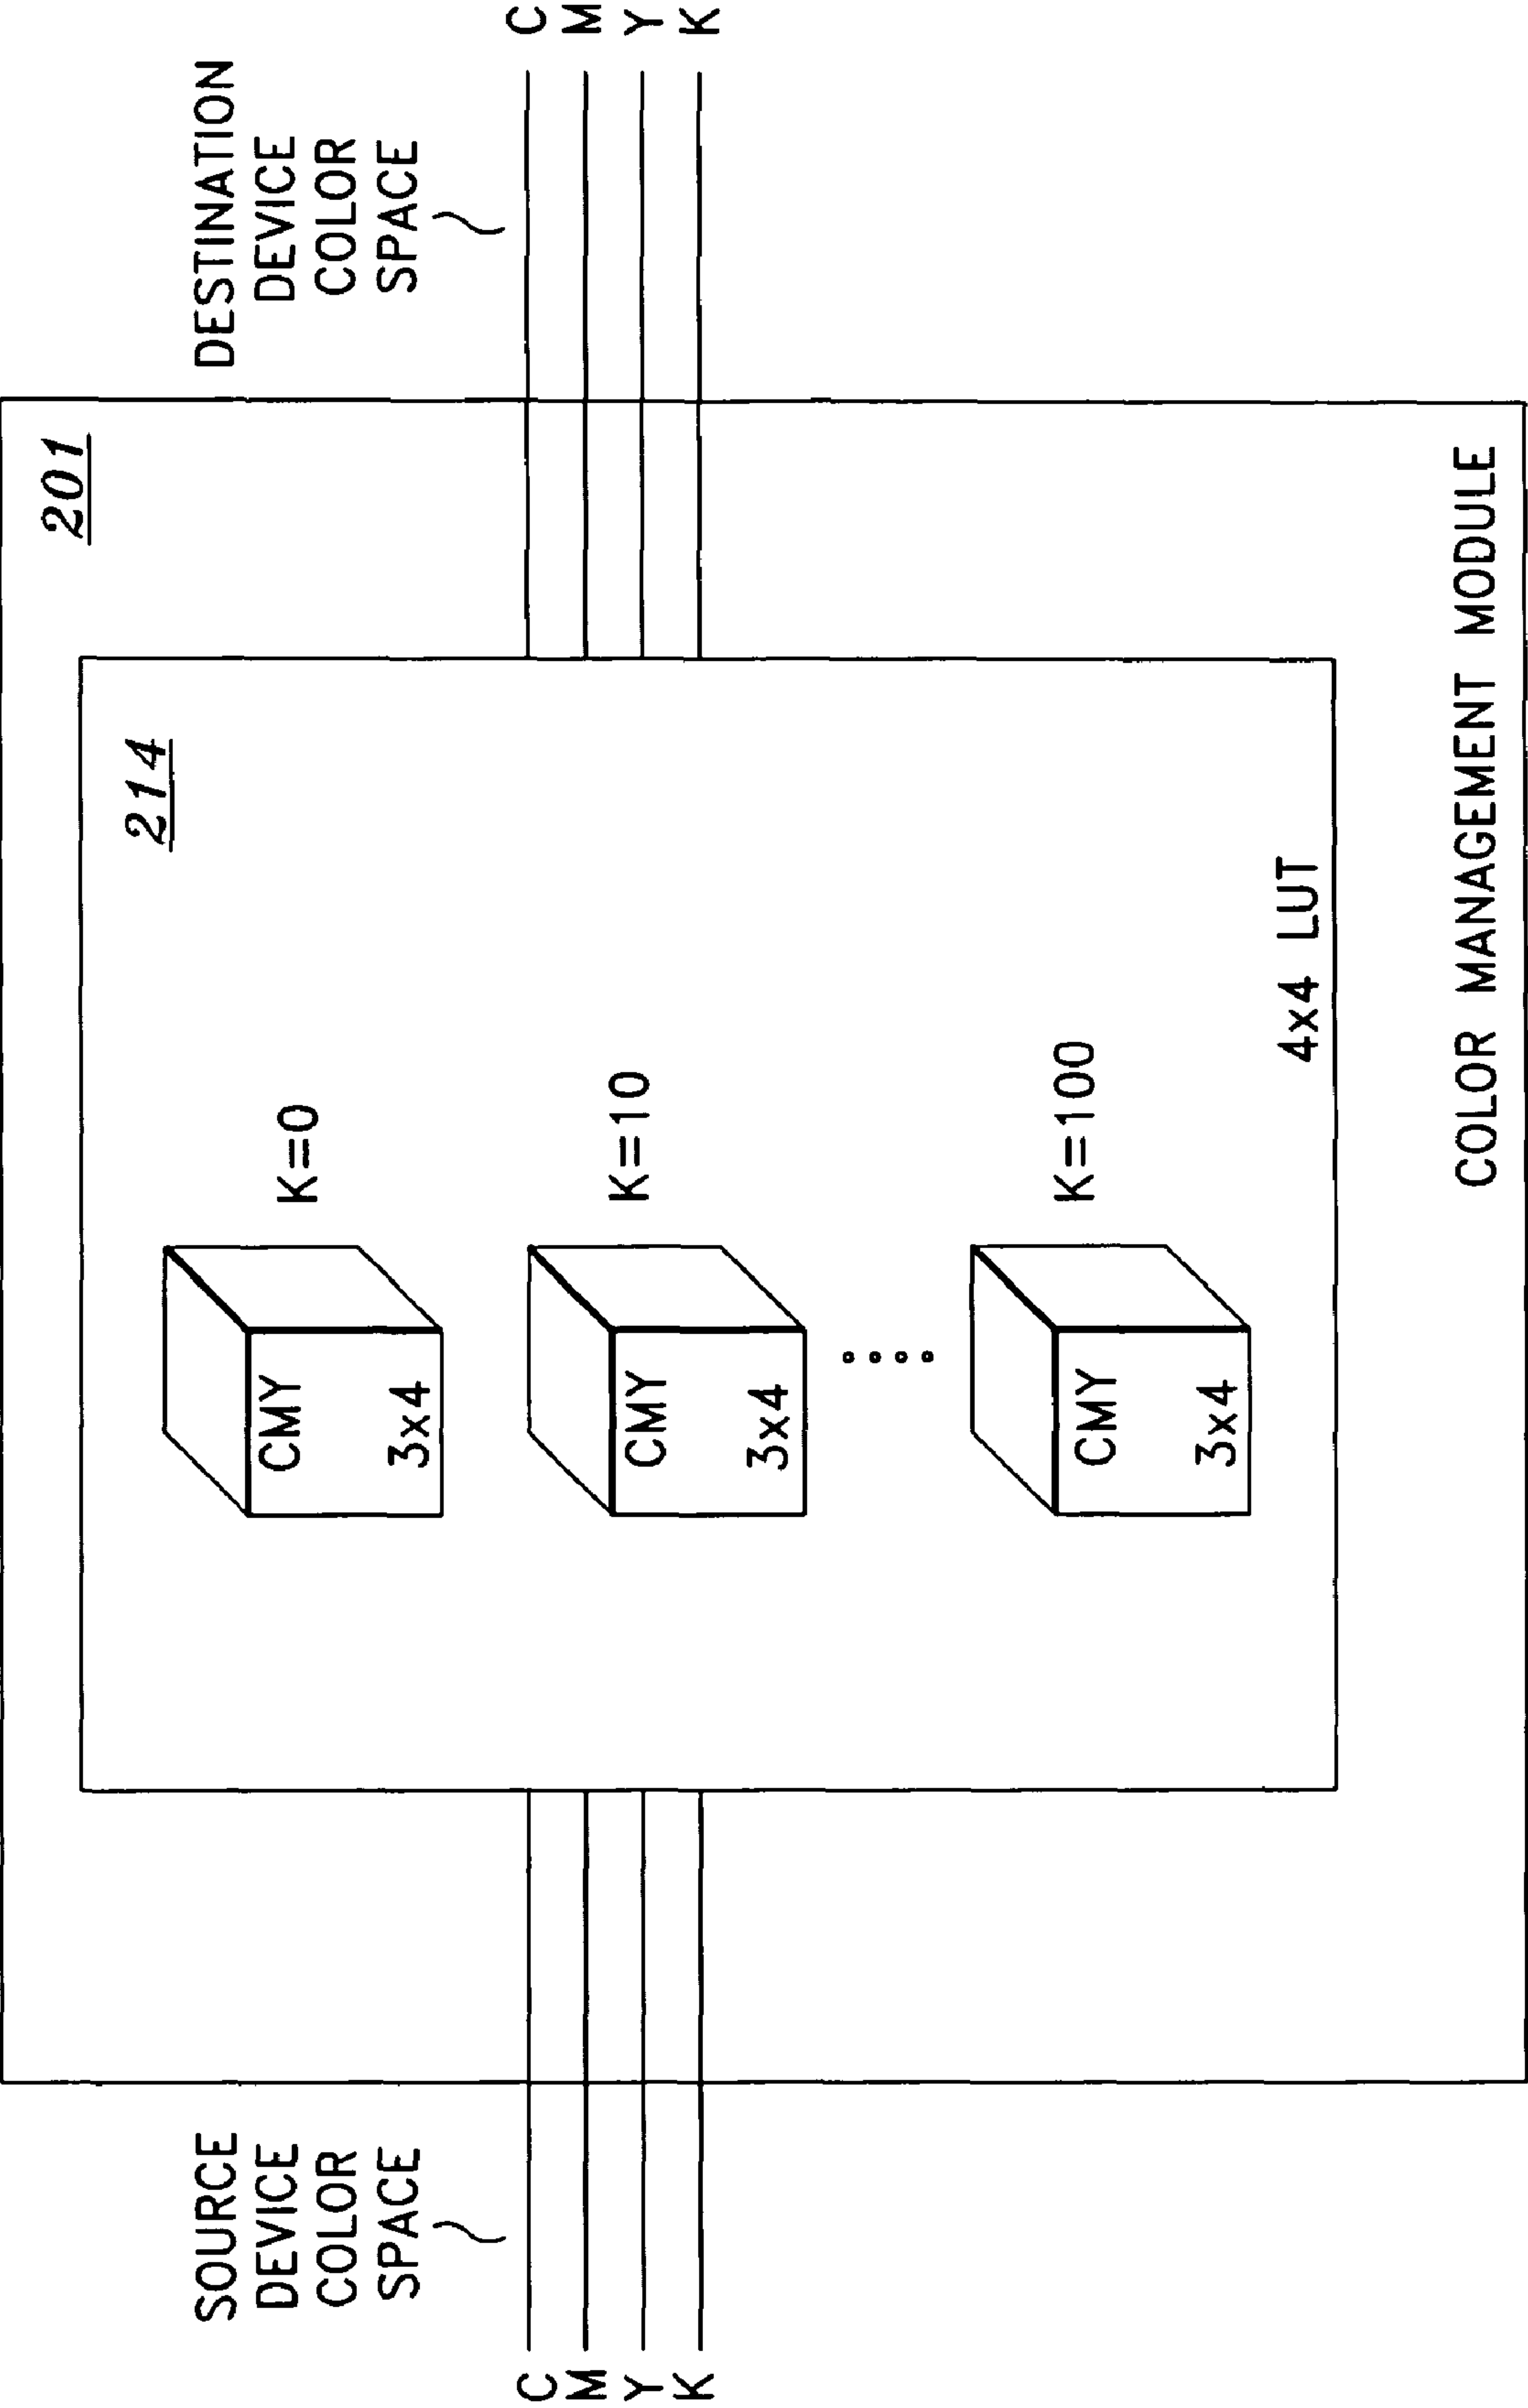 SOURCE
DEVICE
COLOR
SPACE
C
M
Y
K
201
214
CMY
3x4
K=0
CMY
3x4
K=10
CMY
3x4
K=100
4x4 LUT
COLOR MANAGEMENT MODULE
DESTINATION
DEVICE
COLOR
SPACE
C
M
Y
K